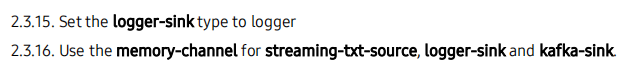 2.3.15. Set the logger-sink type to logger
2.3.16. Use the memory-channel for streaming-txt-source, logger-sink and kafka-sink.